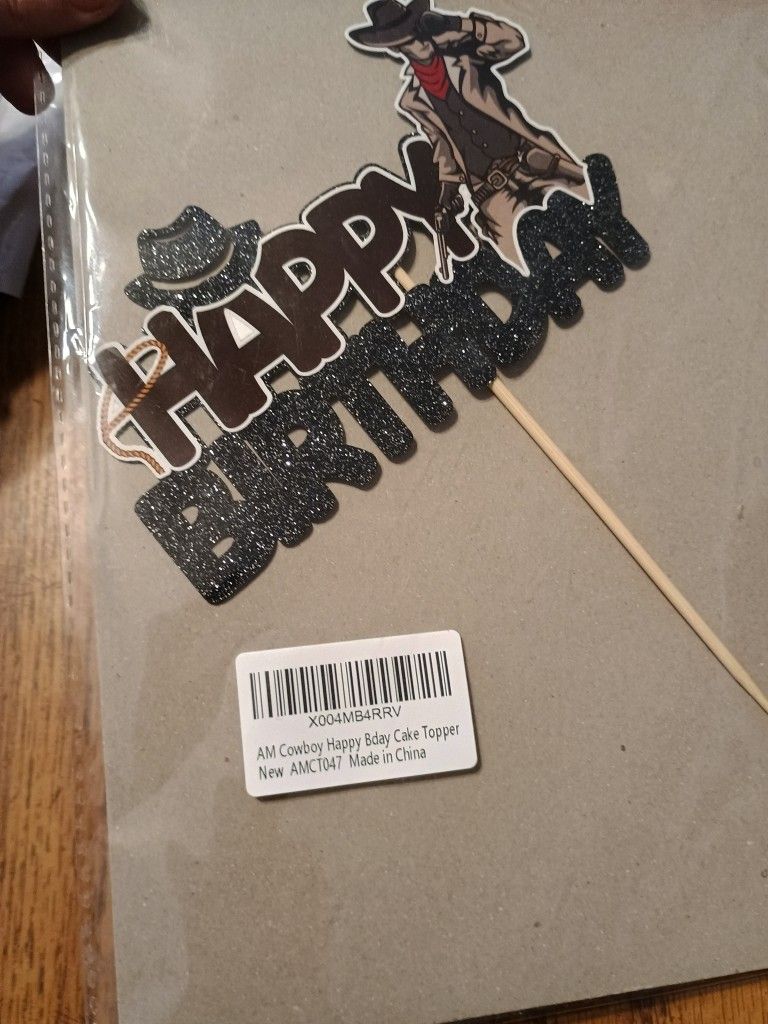 HAPPY
BIRTHDAY
X004MB4RRV
AM Cowboy Happy Bday Cake Topper
New AMCT047 Made in China